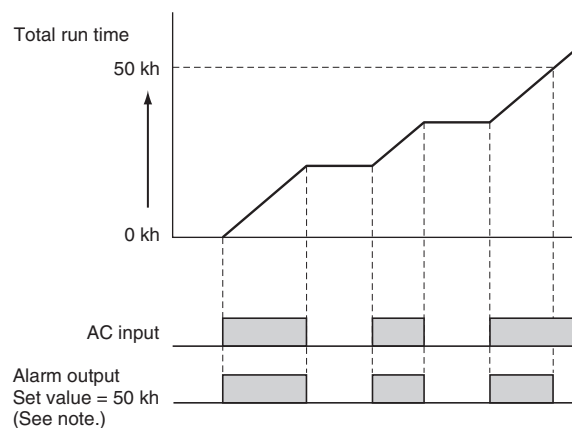 Total run time
50 kh
0 kh
AC input
Alarm output
Set value = 50 kh
(See note.)